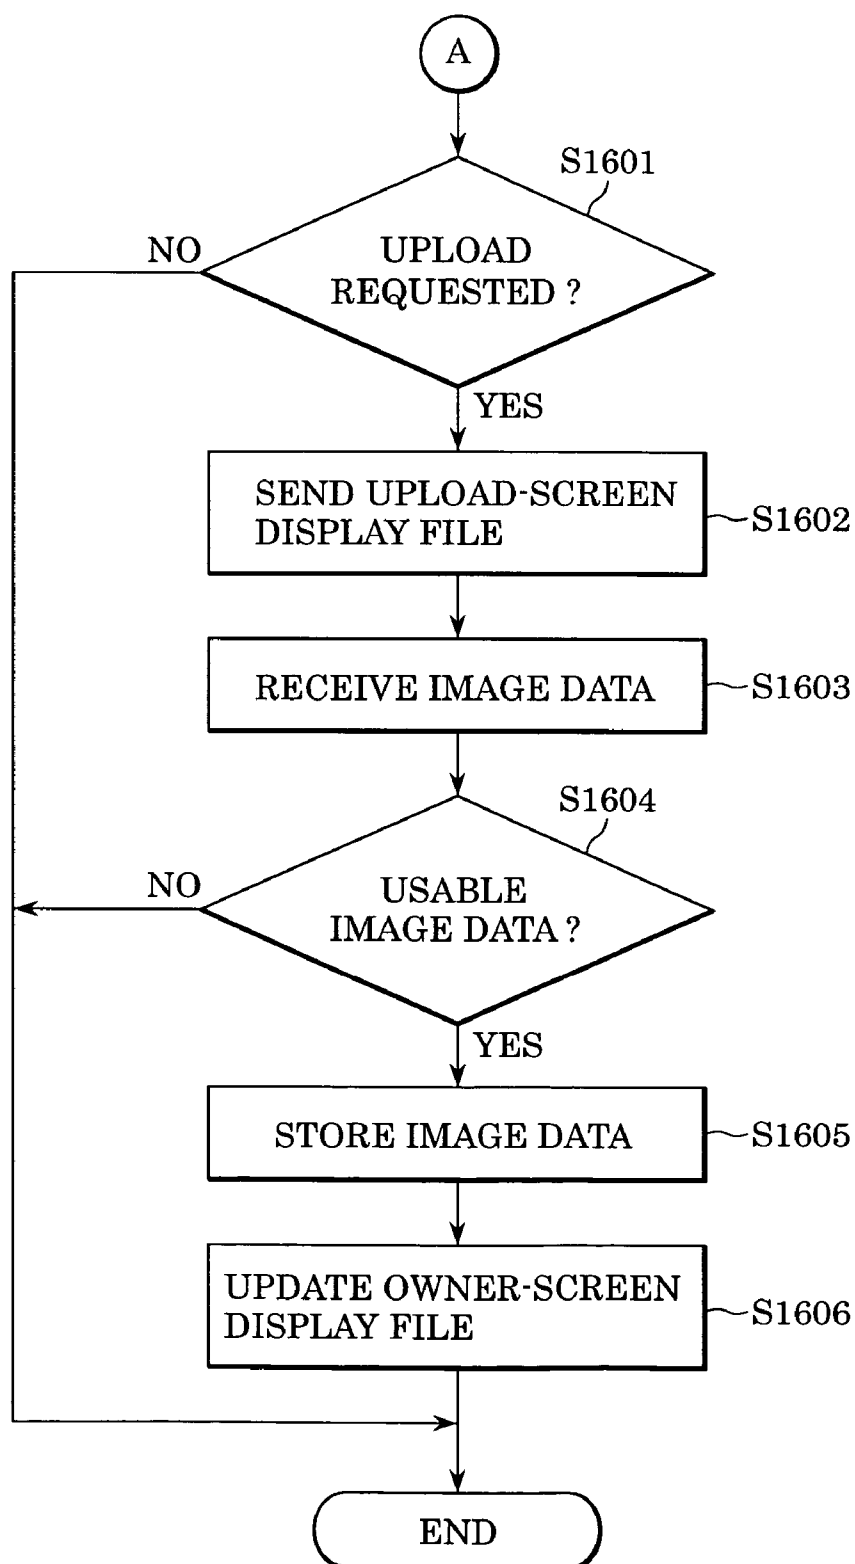 A
S1601
NO
UPLOAD
REQUESTED ?
YES
SEND UPLOAD-SCREEN
DISPLAY FILE
S1602
RECEIVE IMAGE DATA
S1603
S1604
NO
USABLE
IMAGE DATA ?
YES
STORE IMAGE DATA
S1605
UPDATE OWNER-SCREEN
DISPLAY FILE
S1606
END